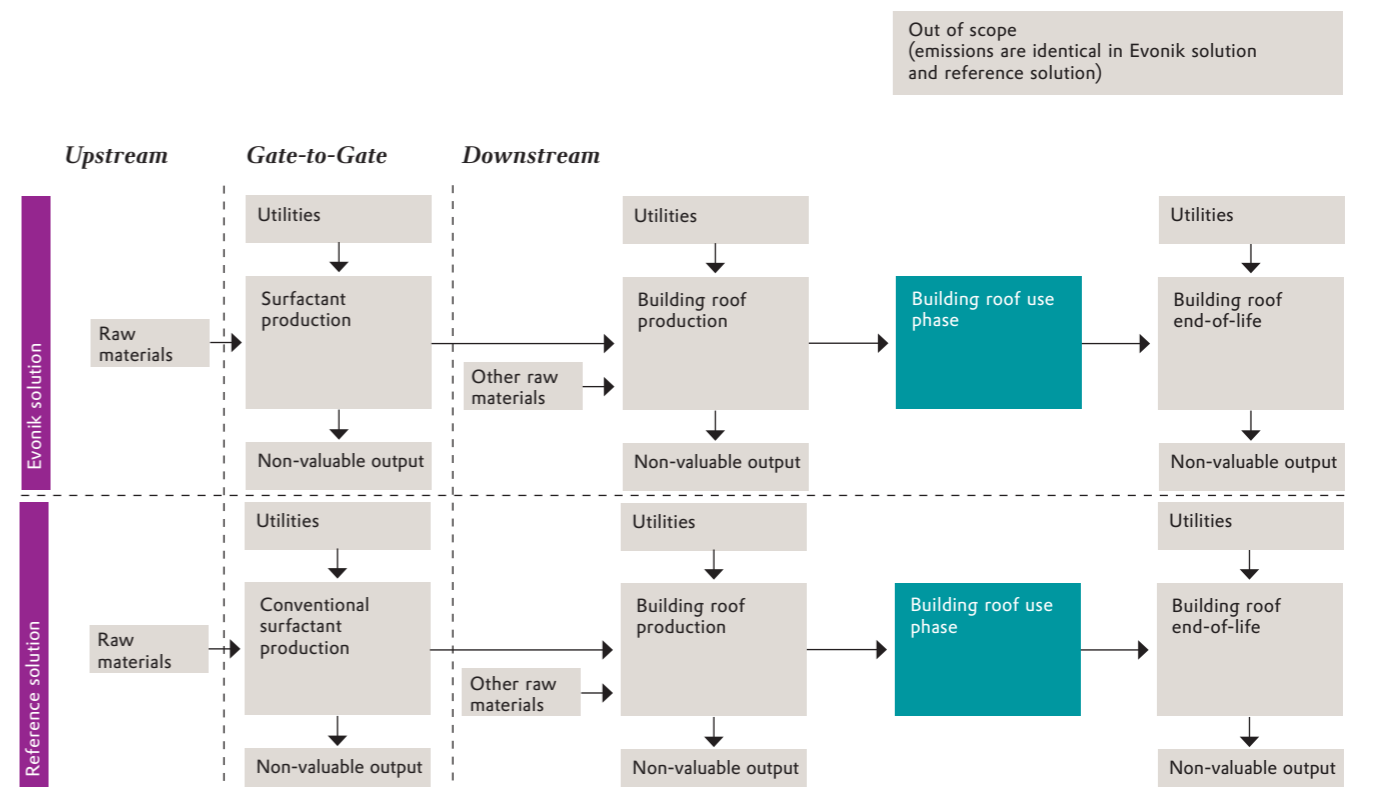 Out of scope
(emissions are identical in Evonik solution
and reference solution)
Upstream
Gate-to-Gate
Downstream
Evonik solution
Raw
materials
Utilities
Surfactant
production
Non-valuable output
Other raw
materials
Utilities
Building roof
production
Non-valuable output
Building roof use
phase
Utilities
Building roof
end-of-life
Non-valuable output
Reference solution
Raw
materials
Utilities
Conventional
surfactant
production
Non-valuable output
Other raw
materials
Utilities
Building roof
production
Non-valuable output
Building roof use
phase
Utilities
Building roof
end-of-life
Non-valuable output